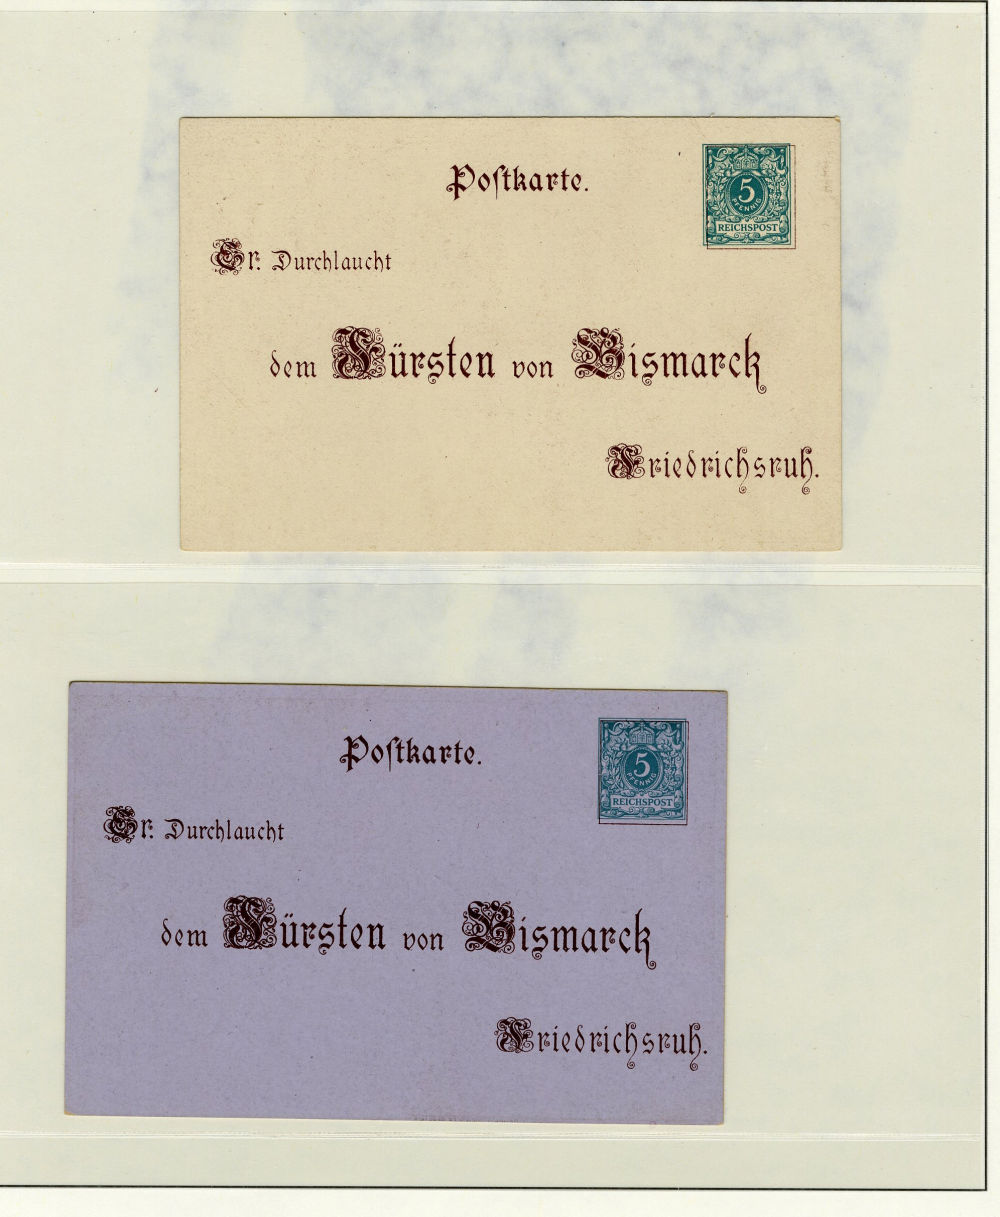 Poſtkarte.
5
PFENNIG
REICHSPOST
Sr. Durchlaucht
dem Fürsten von Bismarck
Friedrichsruh.
Poſtkarte.
5
PFENNIG
REICHSPOST
Sr. Durchlaucht
dem Fürsten von Bismarck
Friedrichsruh.